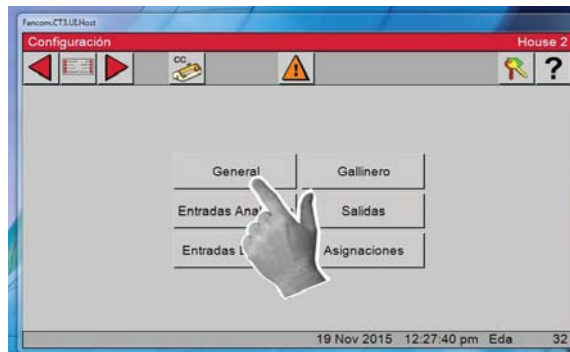 Fancom.CT3.UI.Host
Configuración House 2
CC ?
General Gallinero
Entradas Salidas
Entradas Asignaciones
19 Nov 2015 12:27:40 pm Eda 32